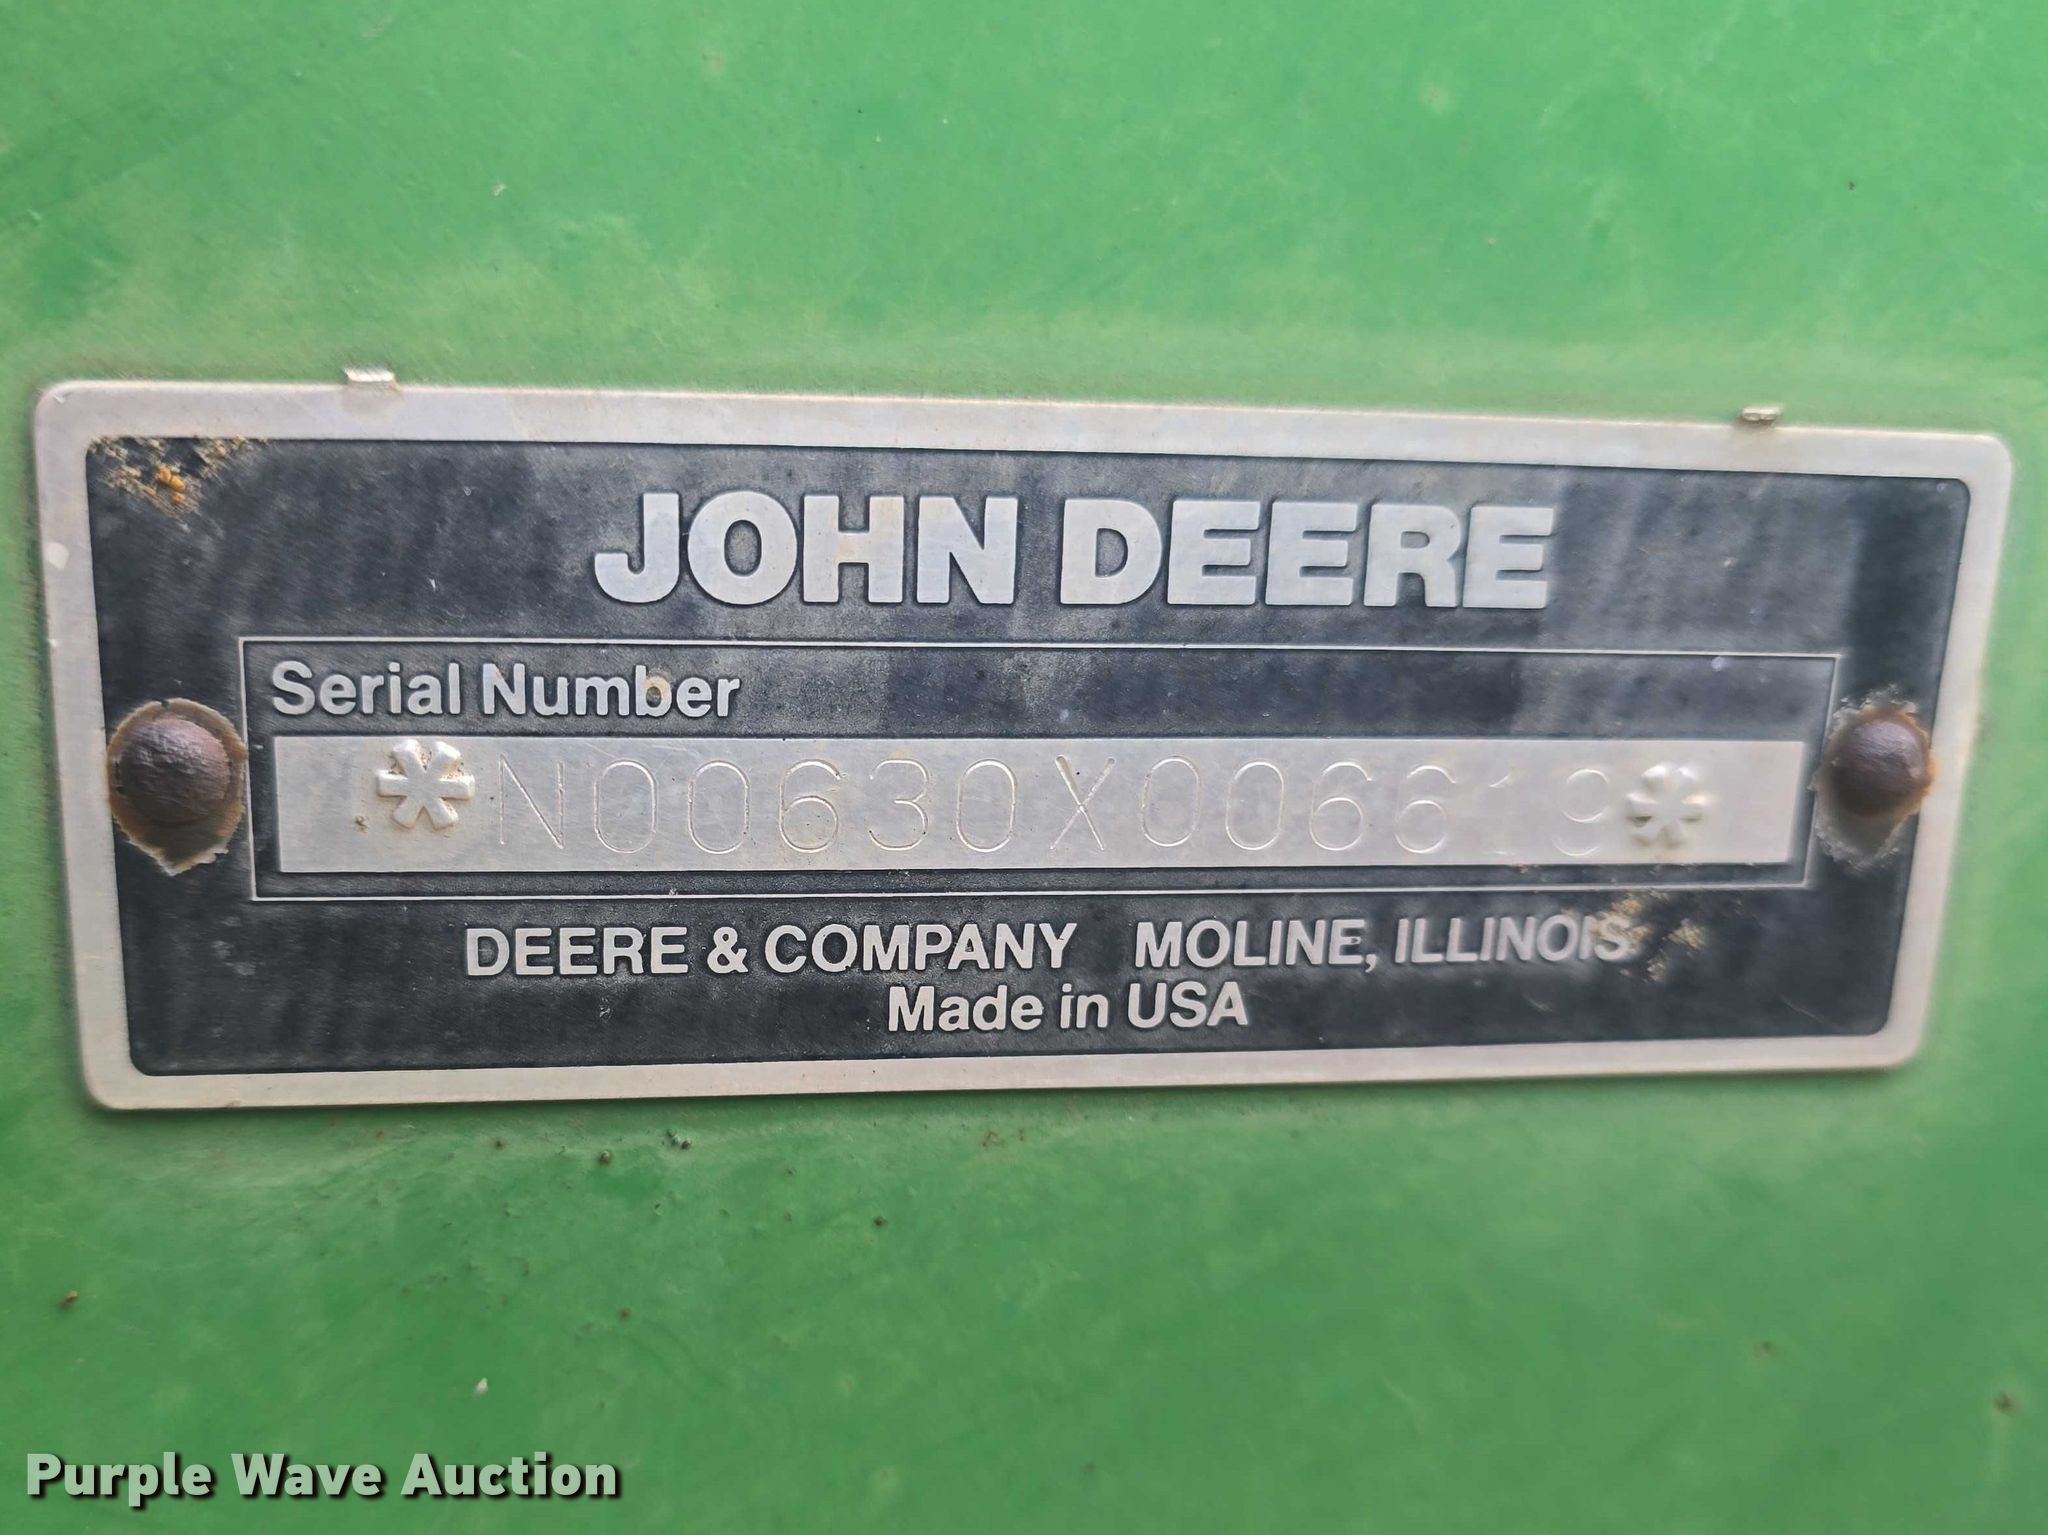 JOHN DEERE
Serial Number
*N00630X006619*
DEERE & COMPANY MOLINE, ILLINOIS
Made in USA
Purple Wave Auction